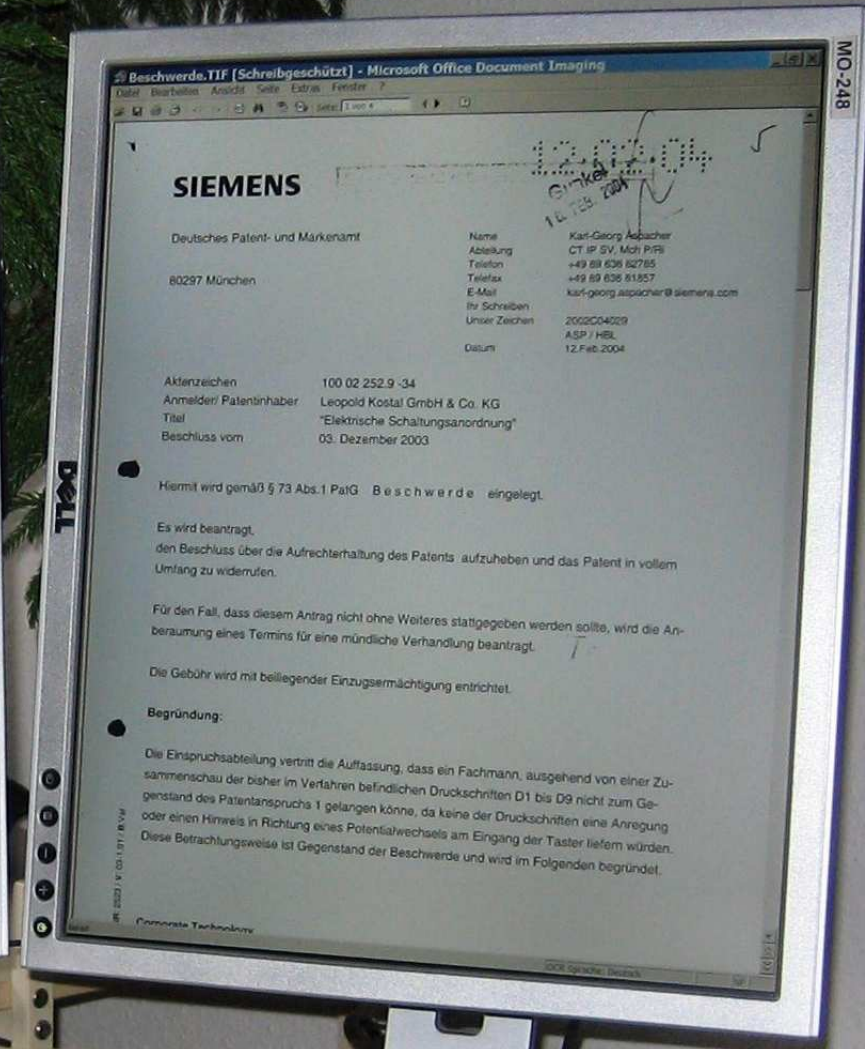 MO-248
Beschwerde.TIF [Schreibgeschützt] - Microsoft Office Document Imaging
Datei Bearbeiten Ansicht Seite Extras Fenster ?
Seite: 1 von 4
12.02.04
SIEMENS
10. FEB. 2004
Deutsches Patent- und Markenamt
80297 München
Name Karl-Georg Aspacher
Abteilung CT IP SV, Mch P/Ri
Telefon +49 89 636 82785
Telefax +49 89 636 81857
E-Mail karl-georg.aspacher@siemens.com
Ihr Schreiben
Unser Zeichen 2002C04029
ASP / HBL
Datum 12.Feb.2004
Aktenzeichen 100 02 252.9 -34
Anmelder/ Patentinhaber Leopold Kostal GmbH & Co. KG
Titel "Elektrische Schaltungsanordnung"
Beschluss vom 03. Dezember 2003
DELL
Hiermit wird gemäß § 73 Abs.1 PatG B e s c h w e r d e eingelegt.
Es wird beantragt,
den Beschluss über die Aufrechterhaltung des Patents aufzuheben und das Patent in vollem
Umfang zu widerrufen.
Für den Fall, dass diesem Antrag nicht ohne Weiteres stattgegeben werden sollte, wird die An-
beraumung eines Termins für eine mündliche Verhandlung beantragt.
Die Gebühr wird mit beiliegender Einzugsermächtigung entrichtet.
Begründung:
Die Einspruchsabteilung vertritt die Auffassung, dass ein Fachmann, ausgehend von einer Zu-
sammenschau der bisher im Verfahren befindlichen Druckschriften D1 bis D9 nicht zum Ge-
genstand des Patentanspruchs 1 gelangen könne, da keine der Druckschriften eine Anregung
oder einen Hinweis in Richtung eines Potentialwechsels am Eingang der Taster liefern würden.
Diese Betrachtungsweise ist Gegenstand der Beschwerde und wird im Folgenden begründet.
Corporate Technology
OCR Sprache: Deutsch